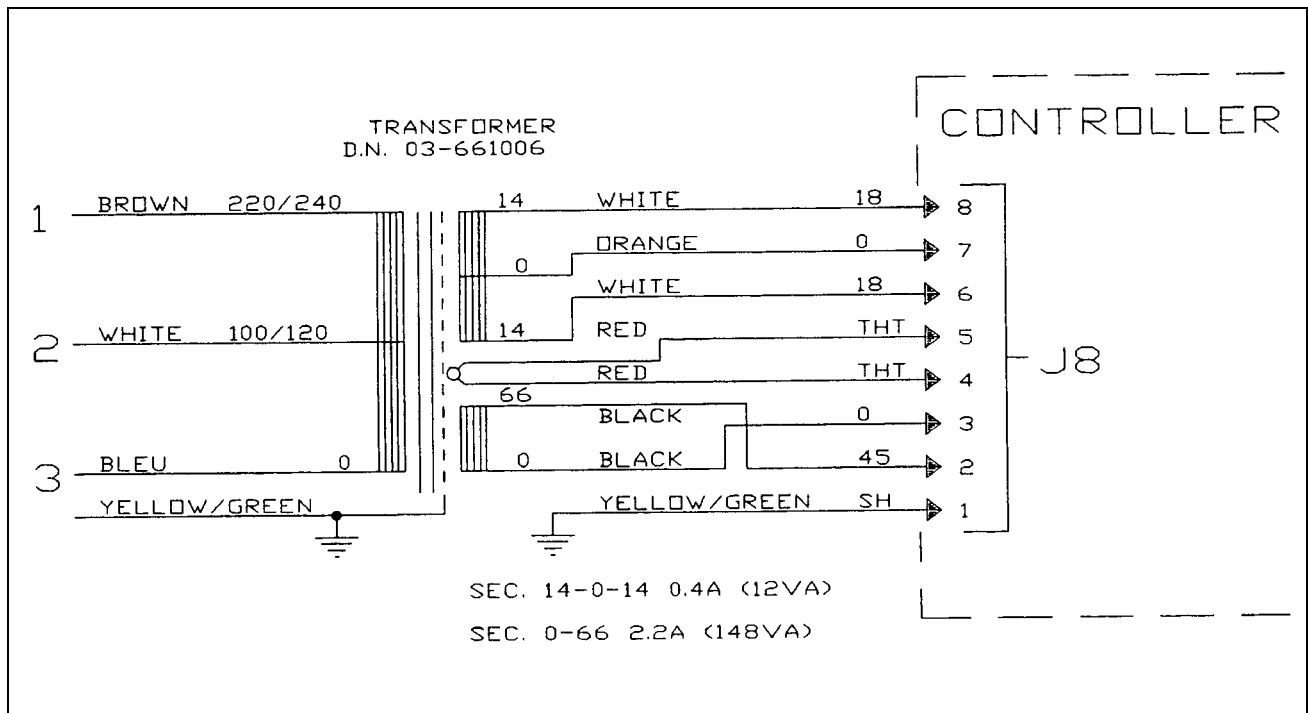 TRANSFORMER
D.N. 03-661006
CONTROLLER
1 BROWN 220/240
14 WHITE 18 8
0 ORANGE 0 7
WHITE 18 6
2 WHITE 100/120
14 RED THT 5
RED THT 4
J8
66
BLACK 0 3
3 BLEU 0
0 BLACK 45 2
YELLOW/GREEN
YELLOW/GREEN SH 1
SEC. 14-0-14 0.4A (12VA)
SEC. 0-66 2.2A (148VA)